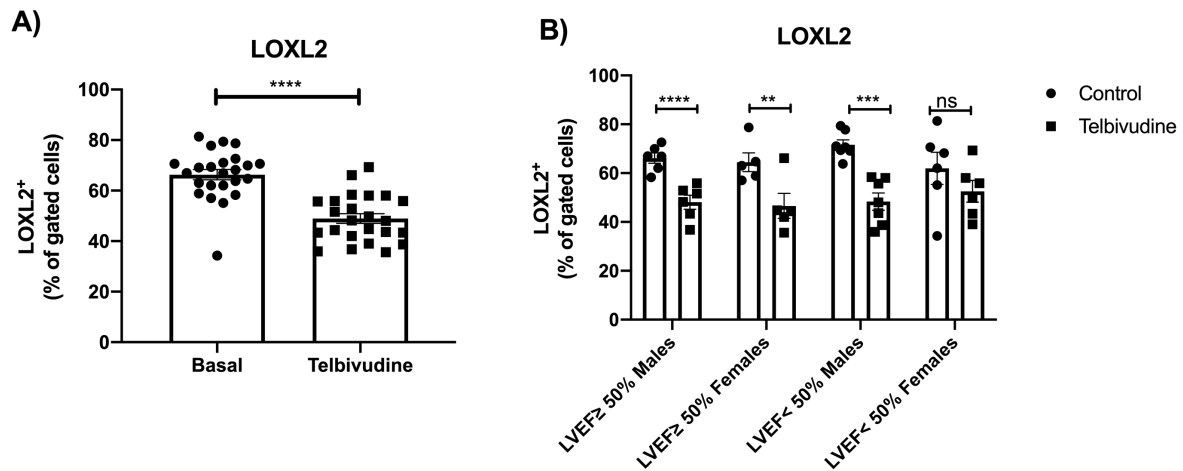 A)
LOXL2
****
100
80
60
40
20
0
LOXL2⁺
(% of gated cells)
Basal
Telbivudine
B)
LOXL2
100
80
60
40
20
0
LOXL2⁺
(% of gated cells)
****
**
***
ns
LVEF≥ 50% Males
LVEF≥ 50% Females
LVEF< 50% Males
LVEF< 50% Females
Control
Telbivudine